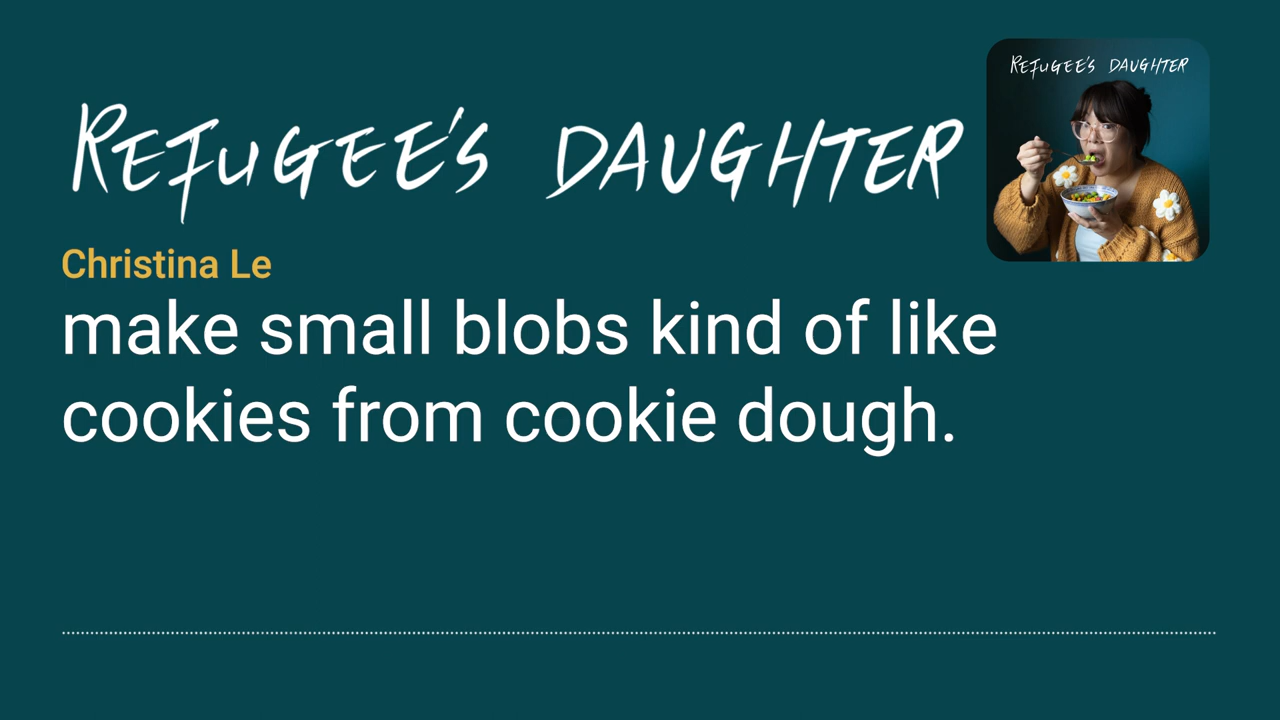 REFUGEE'S DAUGHTER
REFUGEE'S DAUGHTER
Christina Le
make small blobs kind of like
cookies from cookie dough.